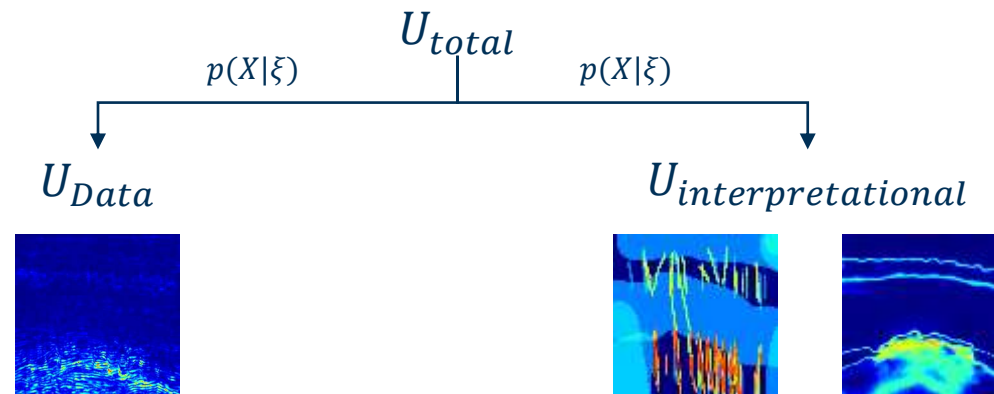 U_total
p(X|ξ) p(X|ξ)
U_Data U_interpretational